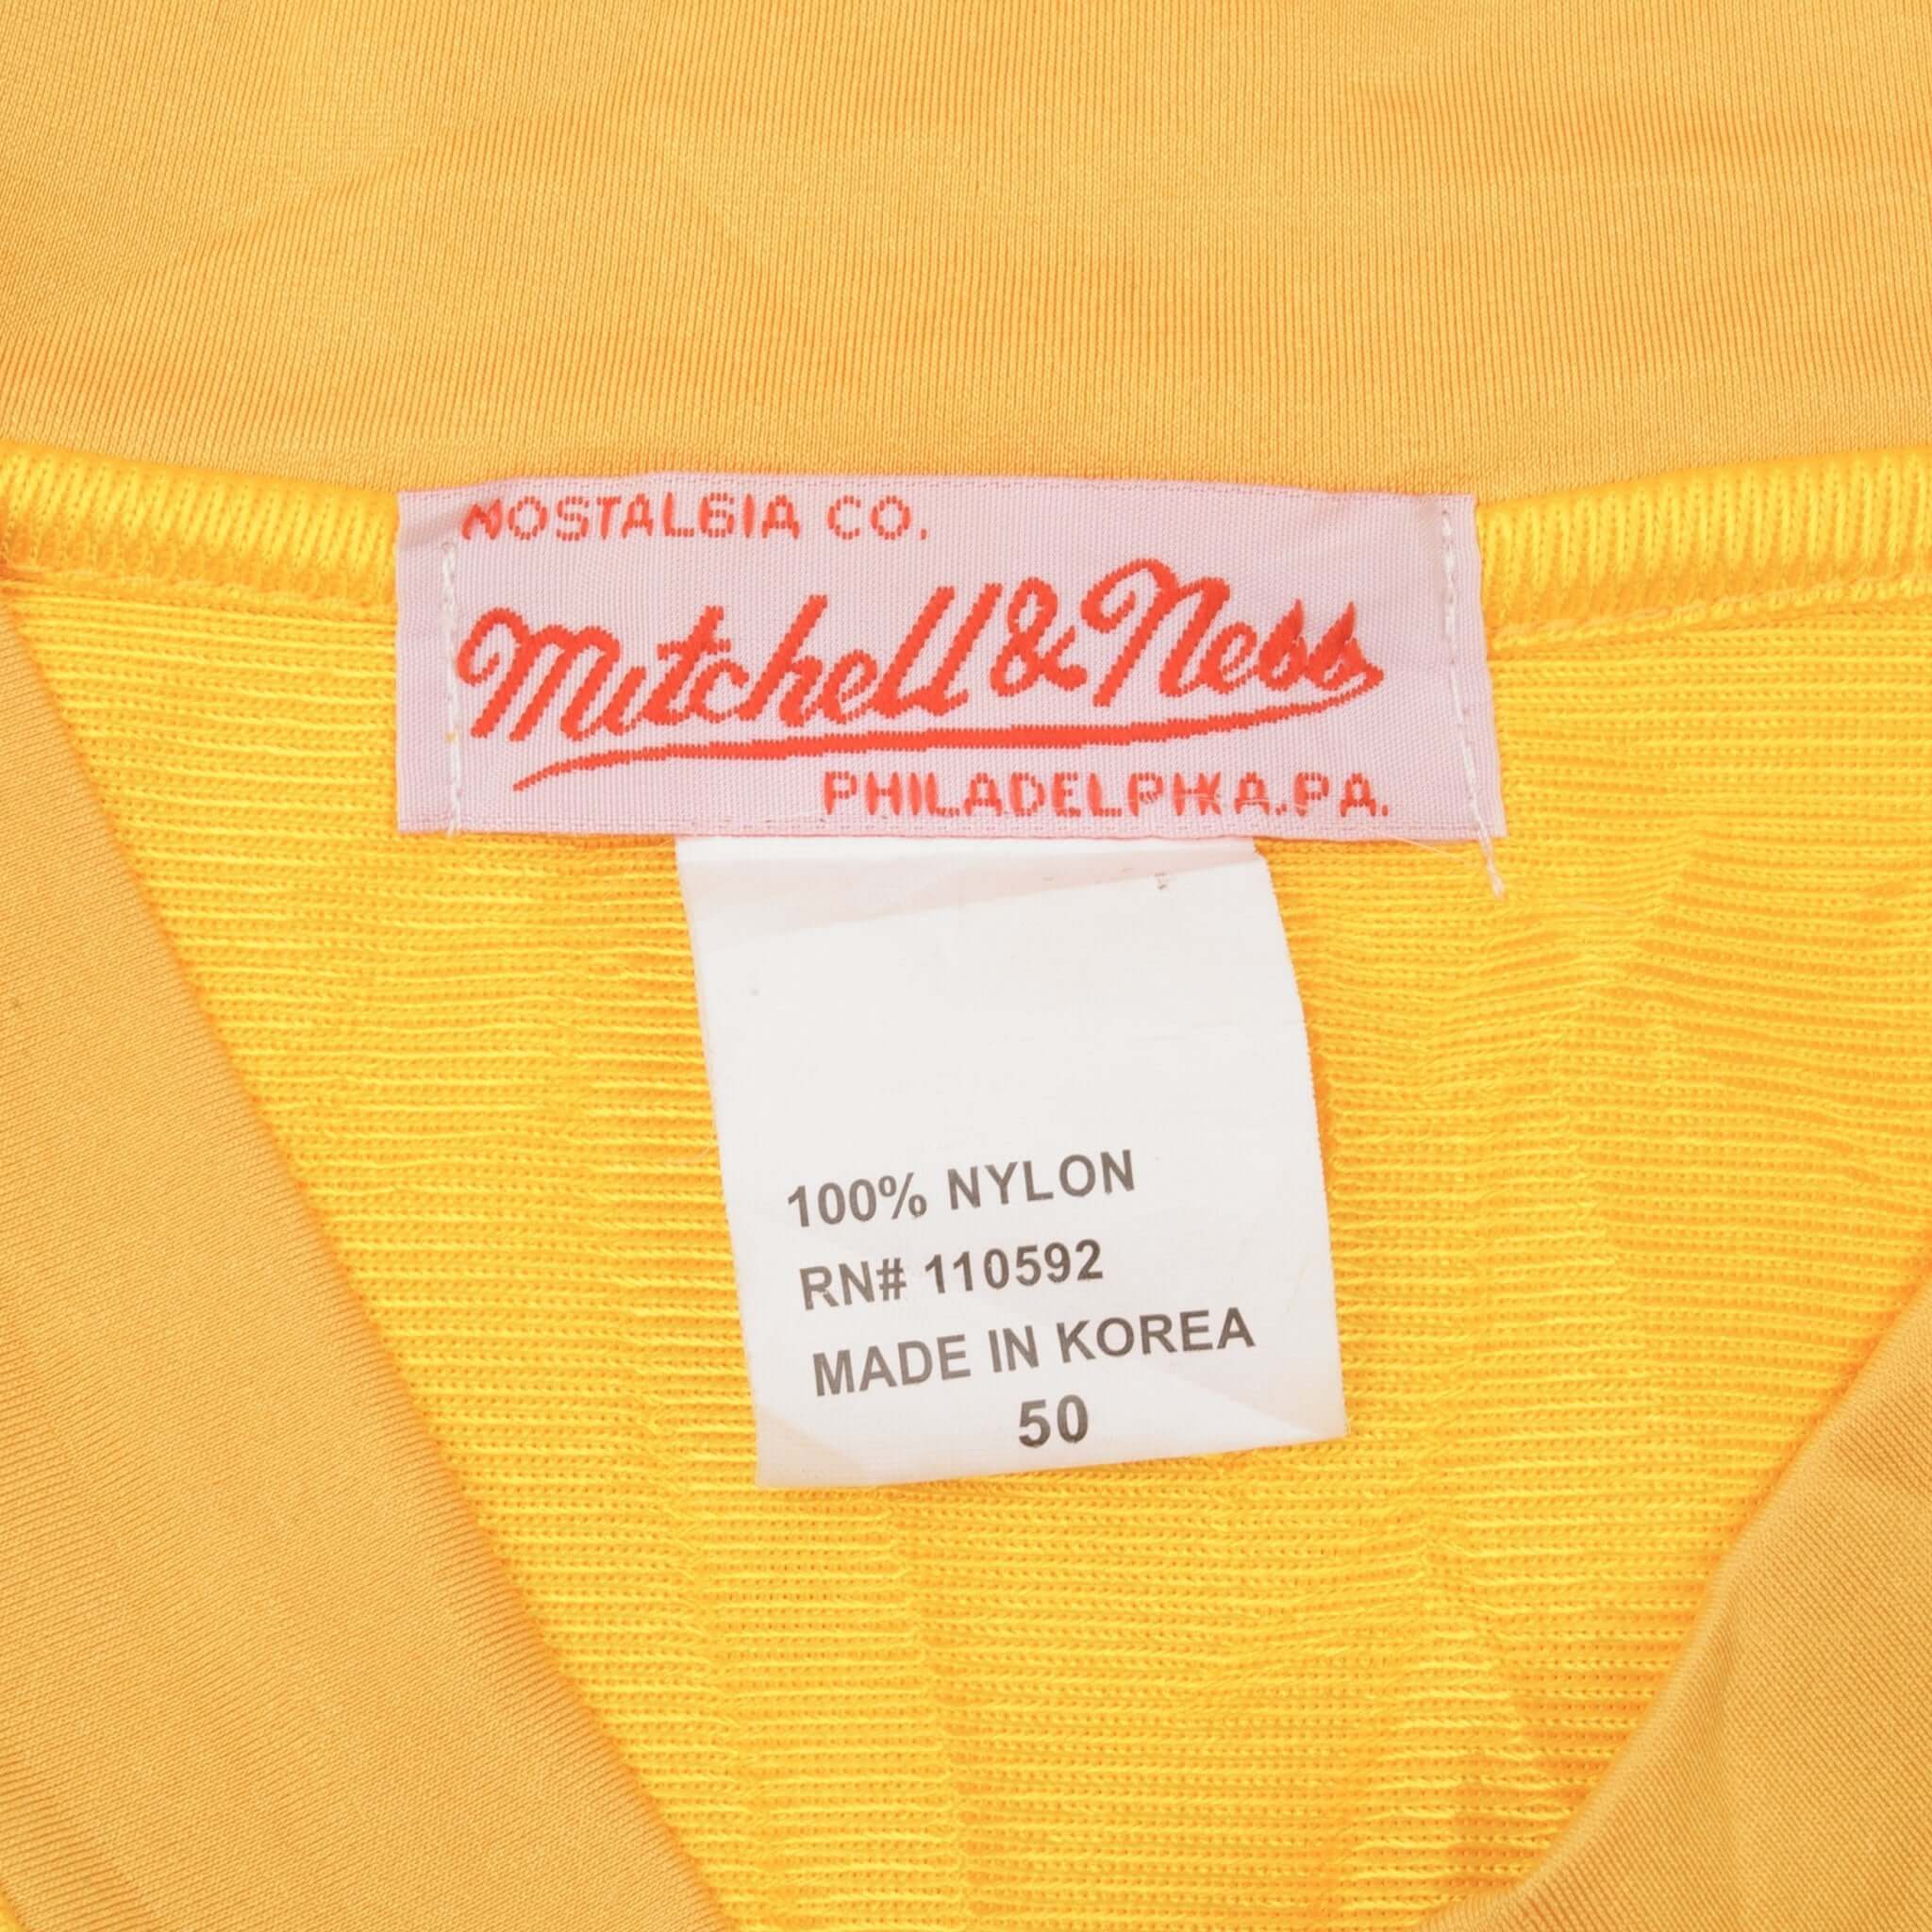 NOSTALGIA CO.
Mitchell & Ness
PHILADELPHIA.PA.
100% NYLON
RN# 110592
MADE IN KOREA
50